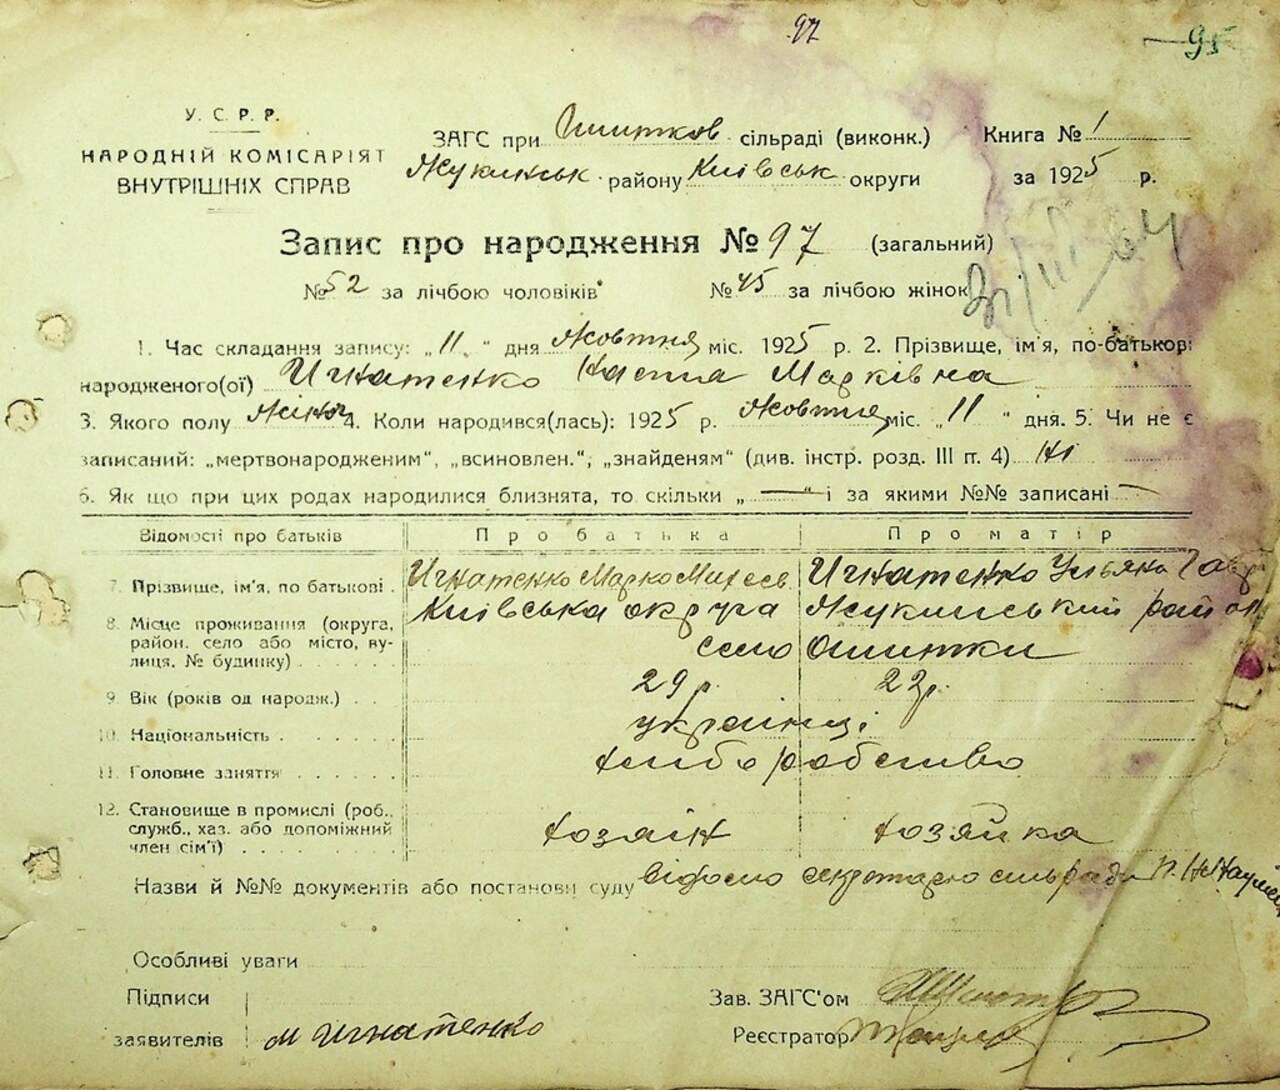 97
95
У. С. Р. Р.
НАРОДНІЙ КОМІСАРІЯТ
ВНУТРІШНІХ СПРАВ
ЗАГС при Ошитков сільраді (виконк.) Книга № 1
Жукинськ району Київськ округи за 1925 р.
Запис про народження № 97 (загальний)
№ 52 за лічбою чоловіків № 45 за лічбою жінок
1. Час складання запису: „11“ дня Жовтня міс. 1925 р. 2. Прізвище, ім'я, по-батькові
народженого(ої) Игнатенко Настя Марківна
3. Якого полу Жіноч 4. Коли народився(лась): 1925 р. Жовтня міс. „11“ дня. 5. Чи не є
записаний: „мертвонародженим“, „всиновлен.“, „знайденям“ (див. інстр. розд. III гт. 4) Ні
6. Як що при цих родах народилися близнята, то скільки „—“ і за якими №№ записані —
Відомості про батьків Про батька Про матір
7. Прізвище, ім'я, по батькові . Игнатенко Марко Михеев. Игнатенко Ульяна Гавр
8. Місце проживання (округа, район, село або місто, вулиця, № будинку) . . Київська округа Жукинський район
село Ошитки
9. Вік (років од народж.) . . 29 р. 22 р.
10. Національність . . . . . . українці
11. Головне заняття . . . . . . хліборобство
12. Становище в промислі (роб., служб., хаз. або допоміжний член сім'ї) . . . . хозаін хозяйка
Назви й №№ документів або постанови суду відомо секретарю сільради
Особливі уваги
Підписи Зав. ЗАГС'ом
заявителів м Игнатенко Реєстратор